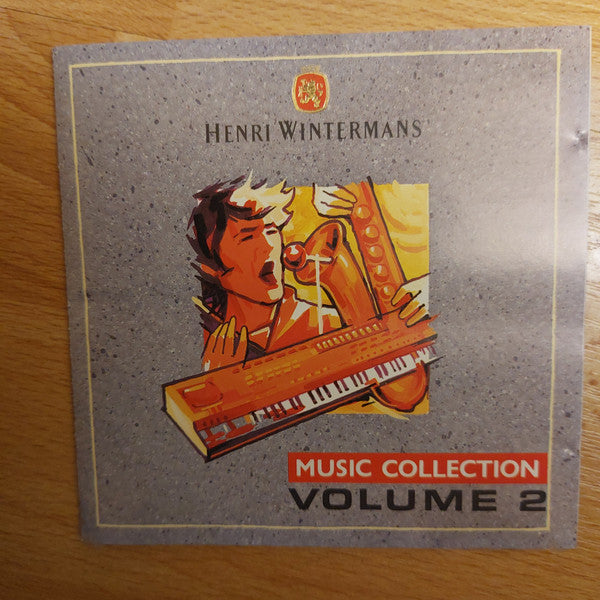 HENRI WINTERMANS
MUSIC COLLECTION
VOLUME 2